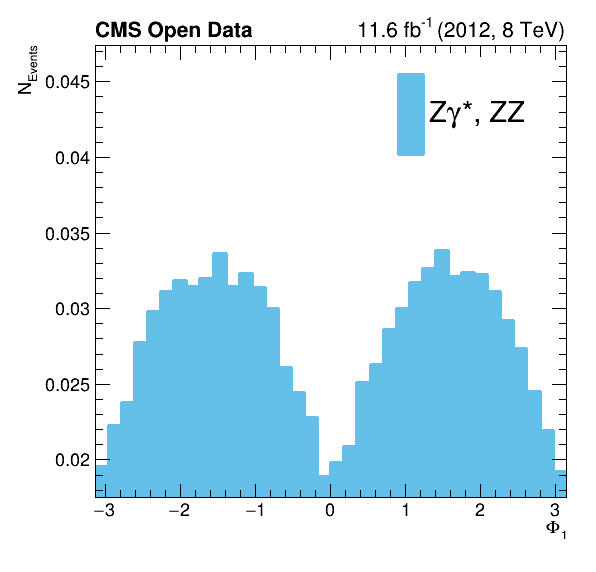 CMS Open Data 11.6 fb⁻¹ (2012, 8 TeV)
N_Events
Zγ*, ZZ
0.045
0.04
0.035
0.03
0.025
0.02
−3 −2 −1 0 1 2 3
Φ₁